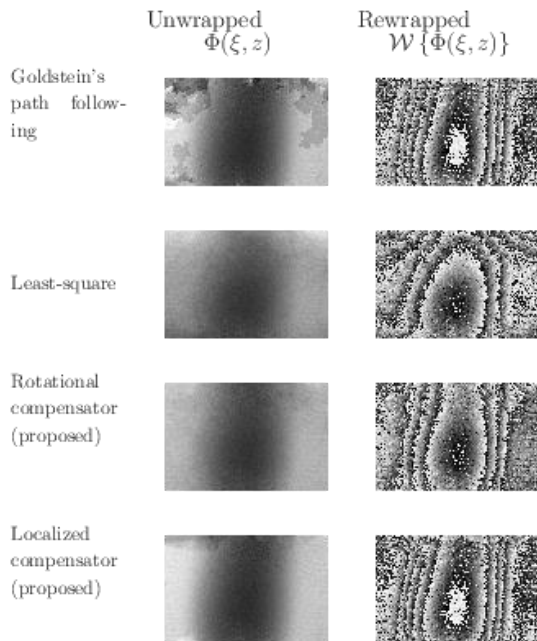 Unwrapped Rewrapped
Φ(ξ, z) 𝒲 {Φ(ξ, z)}
Goldstein's
path follow-
ing
Least-square
Rotational
compensator
(proposed)
Localized
compensator
(proposed)